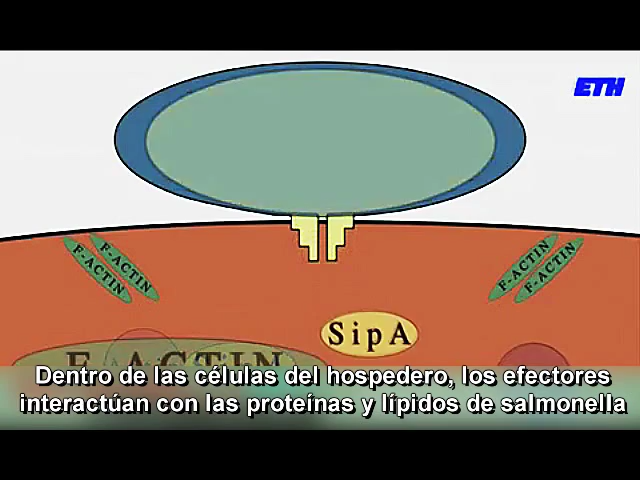 ETH
F-ACTIN
F-ACTIN
F-ACTIN
F-ACTIN
SipA
F-ACTIN
Dentro de las células del hospedero, los efectores
interactúan con las proteínas y lípidos de salmonella